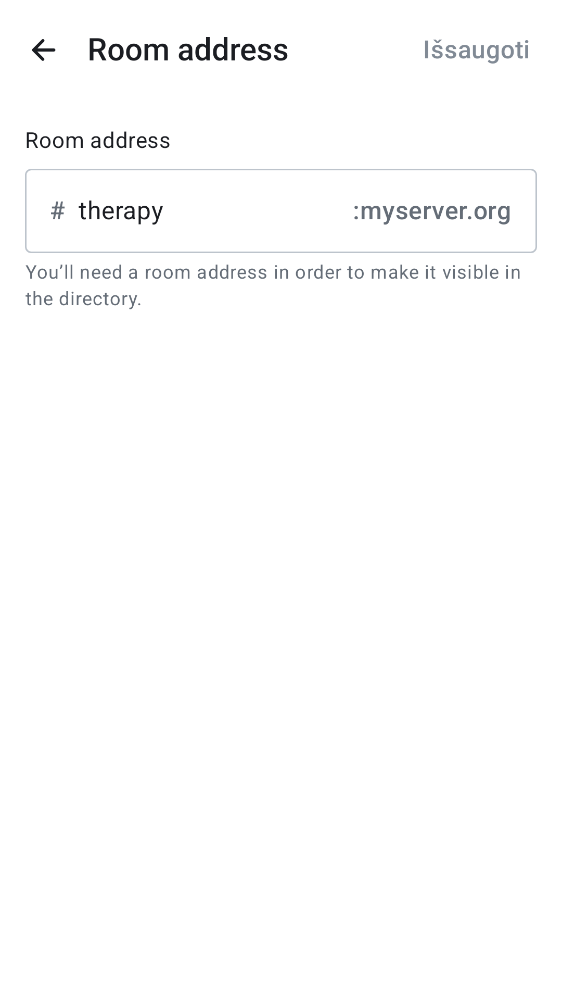 Room address
Išsaugoti
Room address
# therapy :myserver.org
You’ll need a room address in order to make it visible in
the directory.